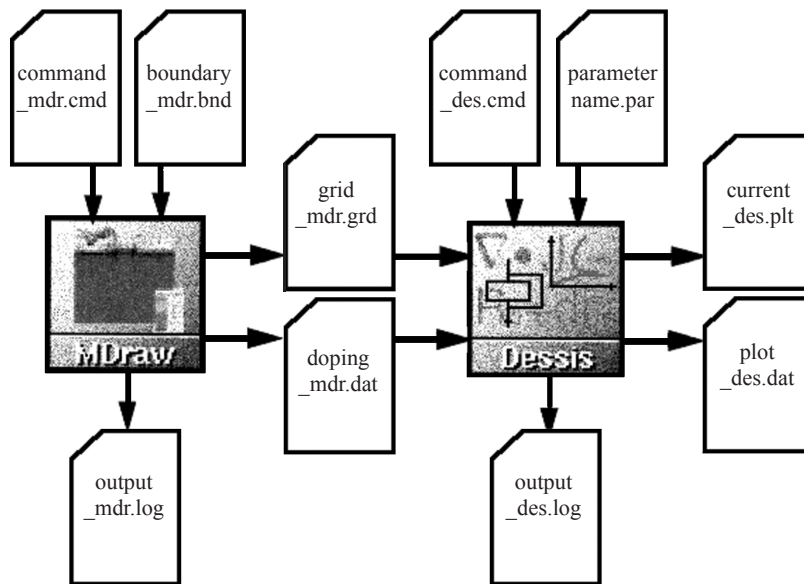 command
_mdr.cmd
boundary
_mdr.bnd
command
_des.cmd
parameter
name.par
grid
_mdr.grd
current
_des.plt
MDraw
Dessis
doping
_mdr.dat
plot
_des.dat
output
_mdr.log
output
_des.log